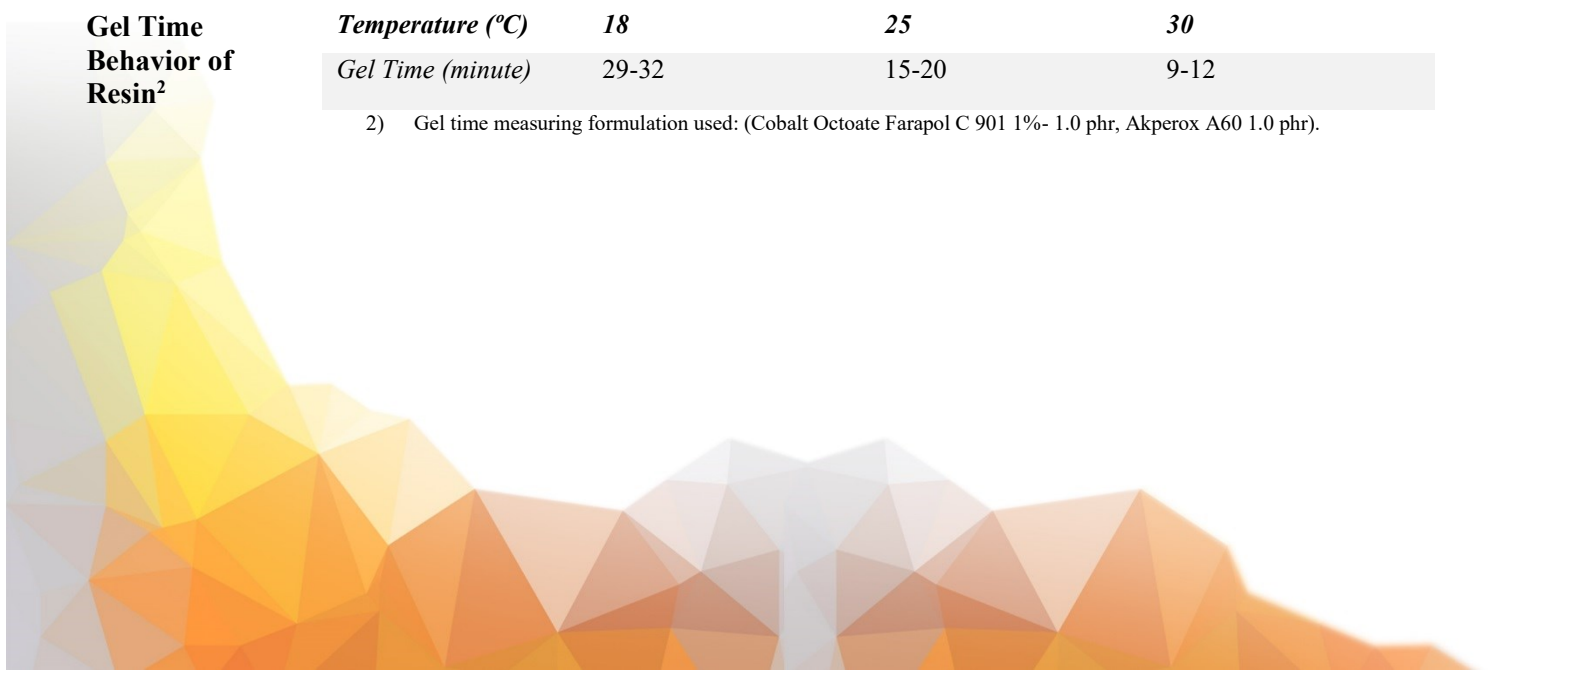 Gel Time Behavior of Resin2
Temperature (ºC) 18 25 30
Gel Time (minute) 29-32 15-20 9-12
2) Gel time measuring formulation used: (Cobalt Octoate Farapol C 901 1%- 1.0 phr, Akperox A60 1.0 phr).